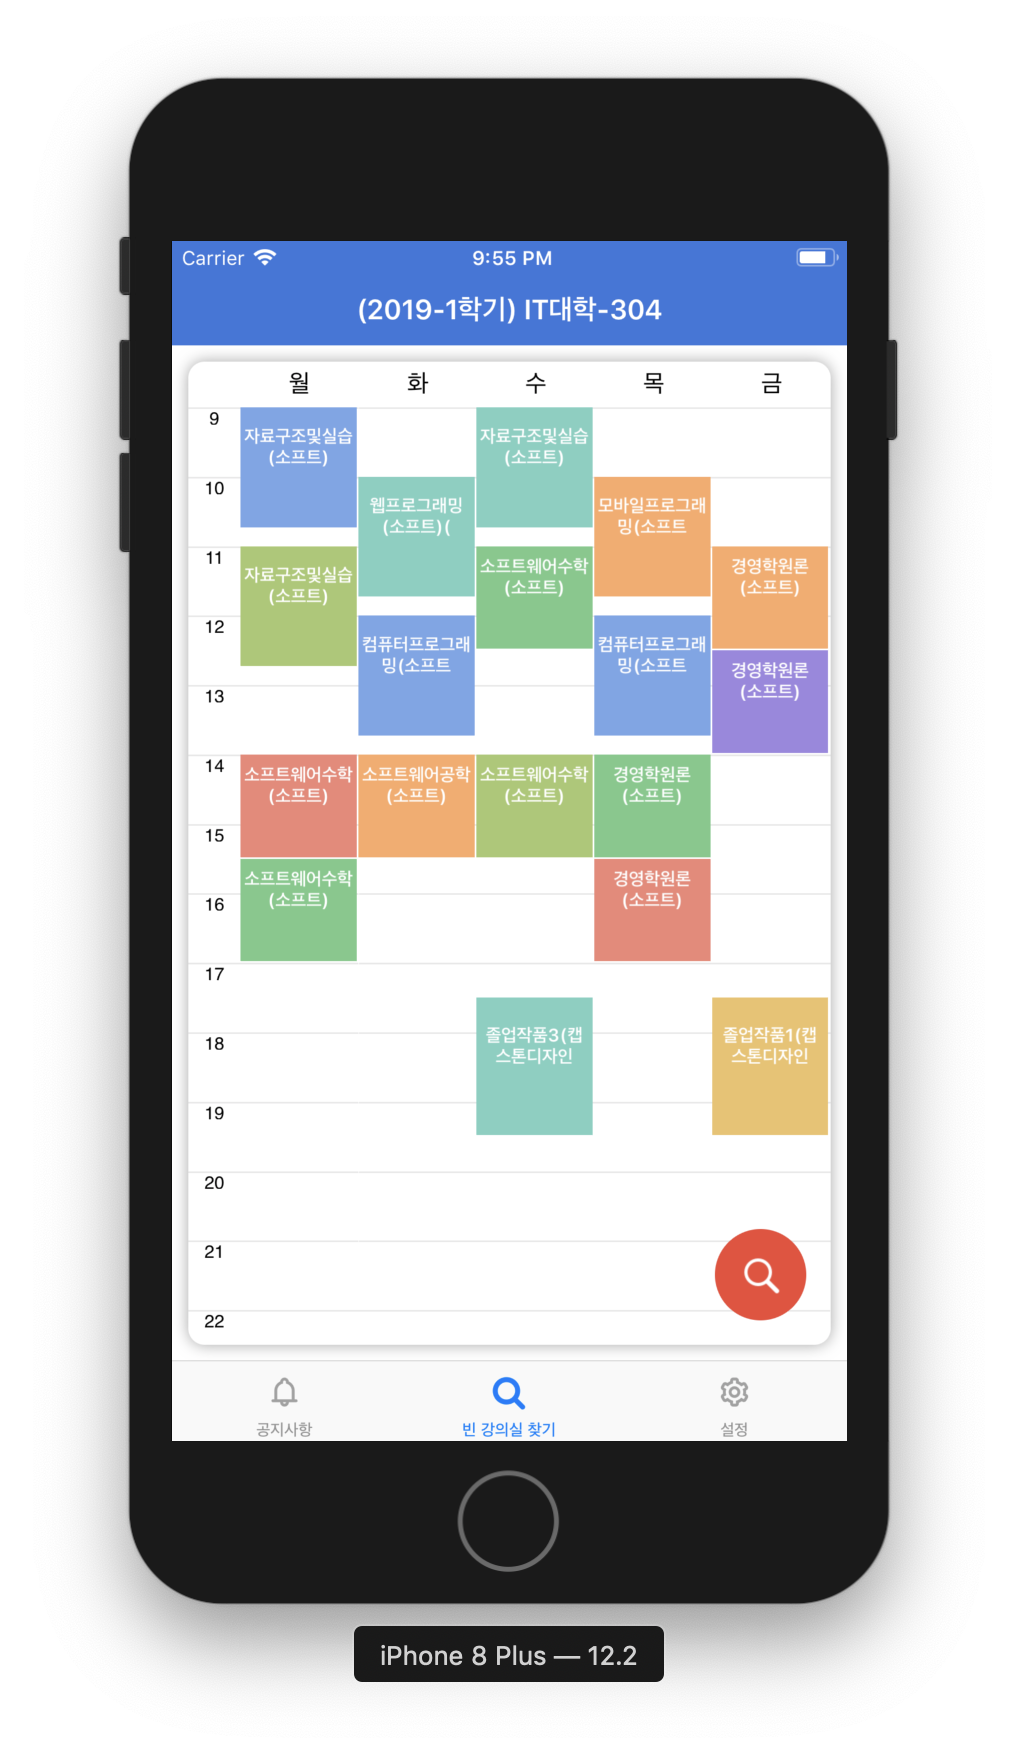 Carrier 9:55 PM
(2019-1학기) IT대학-304
월 화 수 목 금
9
자료구조및실습
(소프트)
자료구조및실습
(소프트)
10
웹프로그래밍
(소프트)(
모바일프로그래
밍(소프트
11
자료구조및실습
(소프트)
소프트웨어수학
(소프트)
경영학원론
(소프트)
12
컴퓨터프로그래
밍(소프트
컴퓨터프로그래
밍(소프트
경영학원론
(소프트)
13
14
소프트웨어수학
(소프트)
소프트웨어공학
(소프트)
소프트웨어수학
(소프트)
경영학원론
(소프트)
15
소프트웨어수학
(소프트)
경영학원론
(소프트)
16
17
졸업작품3(캡
스톤디자인
졸업작품1(캡
스톤디자인
18
19
20
21
22
공지사항 빈 강의실 찾기 설정
iPhone 8 Plus — 12.2